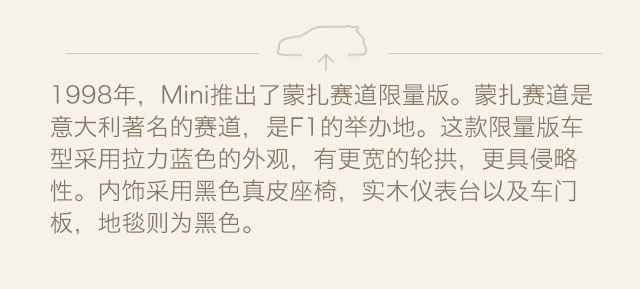 1998年，Mini推出了蒙扎赛道限量版。蒙扎赛道是
意大利著名的赛道，是F1的举办地。这款限量版车
型采用拉力蓝色的外观，有更宽的轮拱，更具侵略
性。内饰采用黑色真皮座椅，实木仪表台以及车门
板，地毯则为黑色。